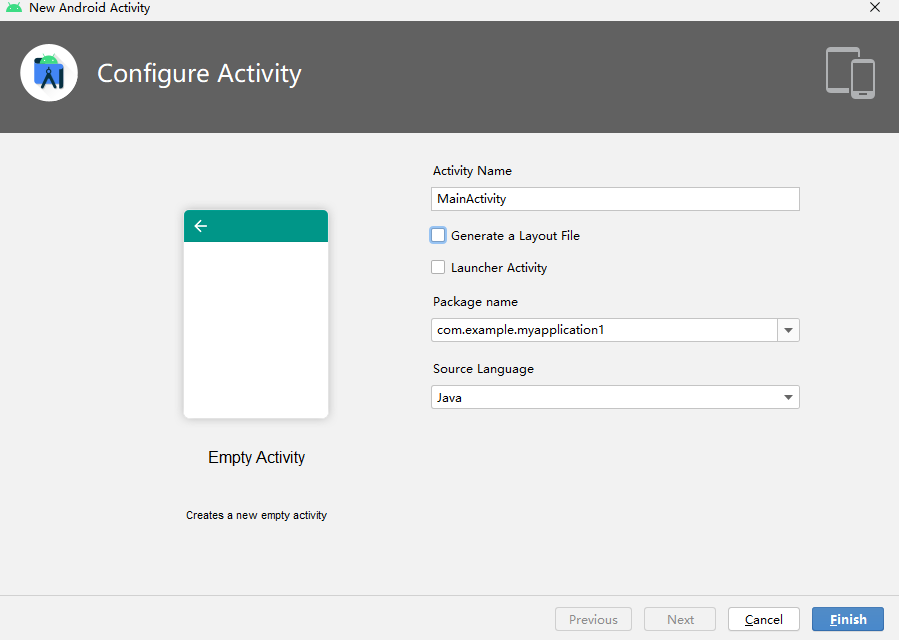 New Android Activity
Configure Activity
Activity Name
MainActivity
Generate a Layout File
Launcher Activity
Package name
com.example.myapplication1
Source Language
Java
Empty Activity
Creates a new empty activity
Previous
Next
Cancel
Finish